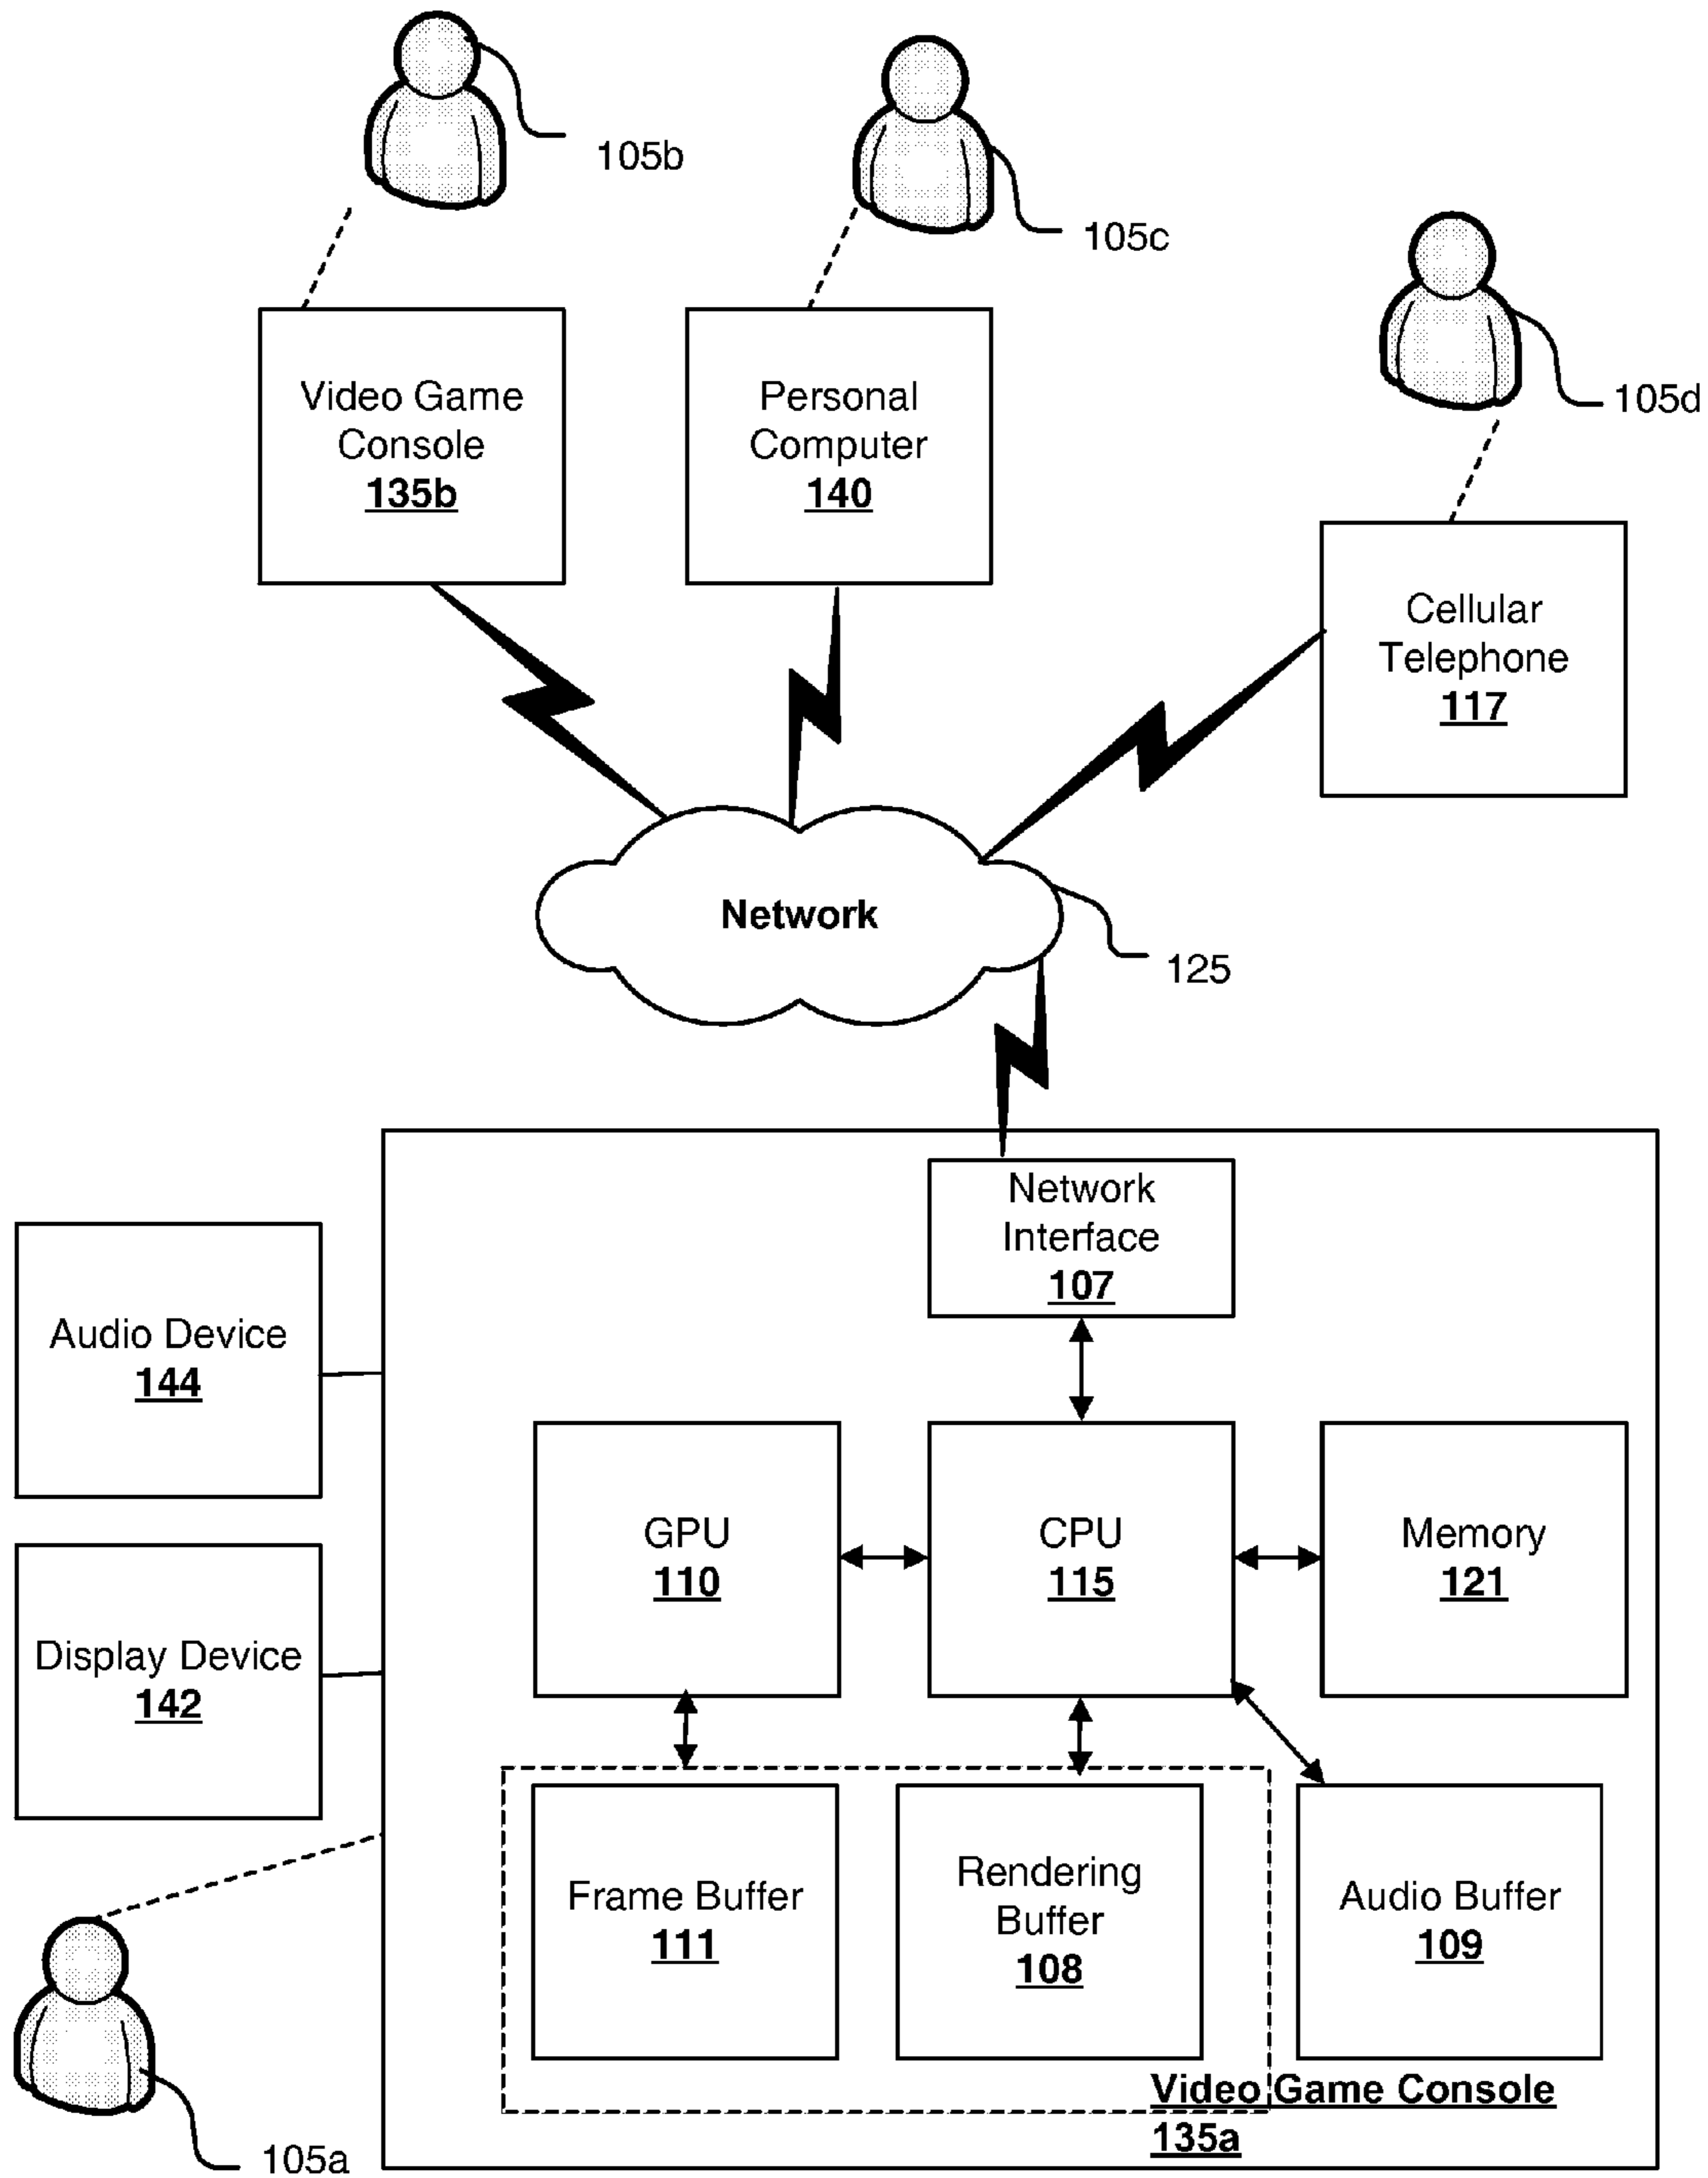 105b
105c
105d
Video Game
Console
135b
Personal
Computer
140
Cellular
Telephone
117
Network
125
Network
Interface
107
Audio Device
144
GPU
110
CPU
115
Memory
121
Display Device
142
Frame Buffer
111
Rendering
Buffer
108
Audio Buffer
109
Video Game Console
135a
105a